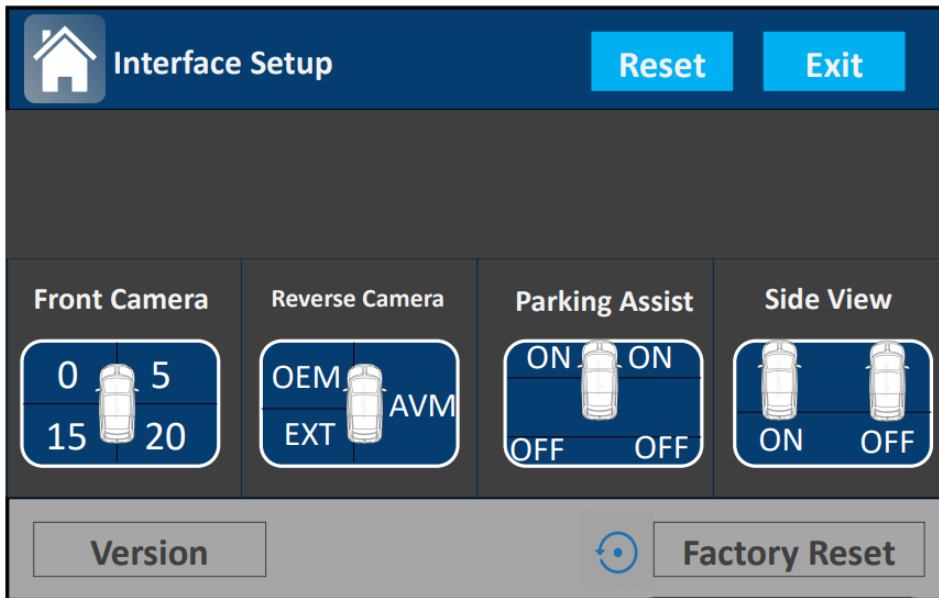 Interface Setup
Reset
Exit
Front Camera
Reverse Camera
Parking Assist
Side View
0 5
15 20
OEM
AVM
EXT
ON ON
OFF OFF
ON OFF
Version
Factory Reset